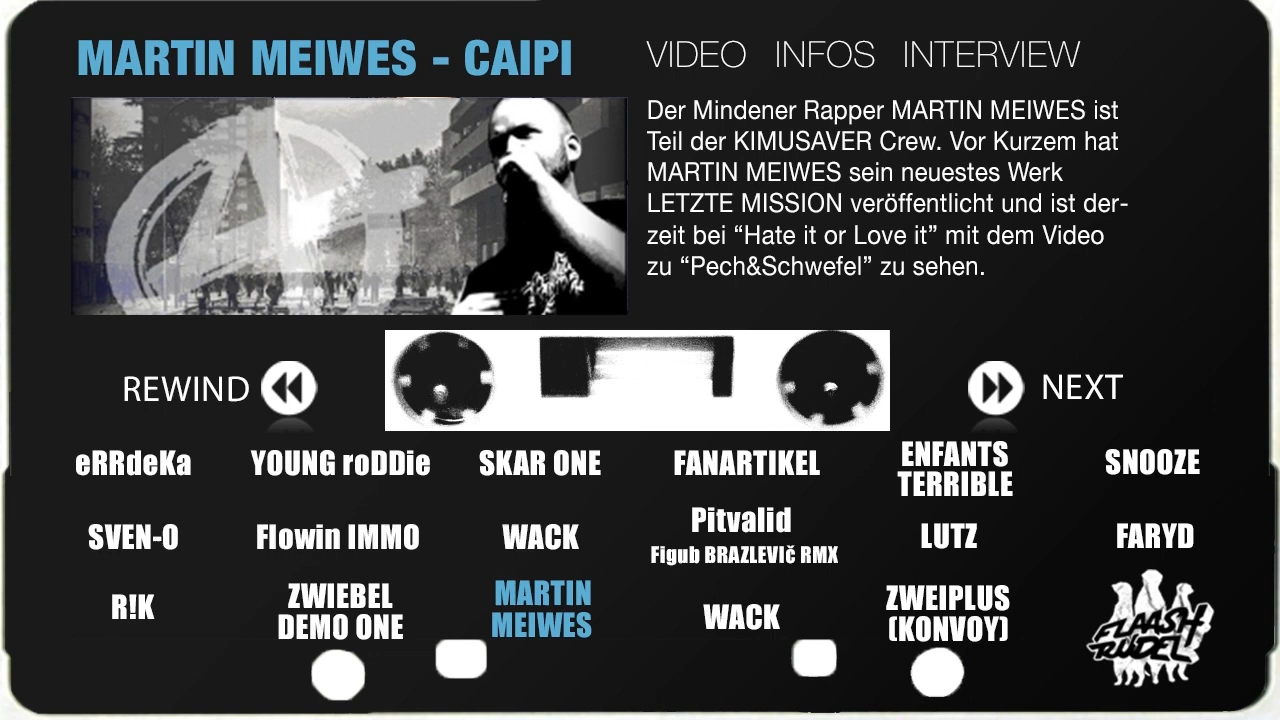 MARTIN MEIWES - CAIPI
VIDEO INFOS INTERVIEW
Der Mindener Rapper MARTIN MEIWES ist
Teil der KIMUSAVER Crew. Vor Kurzem hat
MARTIN MEIWES sein neuestes Werk
LETZTE MISSION veröffentlicht und ist der-
zeit bei “Hate it or Love it” mit dem Video
zu “Pech&Schwefel” zu sehen.
REWIND
NEXT
eRRdeKa
YOUNG roDDie
SKAR ONE
FANARTIKEL
ENFANTS
TERRIBLE
SNOOZE
SVEN-O
Flowin IMMO
WACK
Pitvalid
Figub BRAZLEVIč RMX
LUTZ
FARYD
R!K
ZWIEBEL
DEMO ONE
MARTIN
MEIWES
WACK
ZWEIPLUS
(KONVOY)
FLAASH
RUDEL